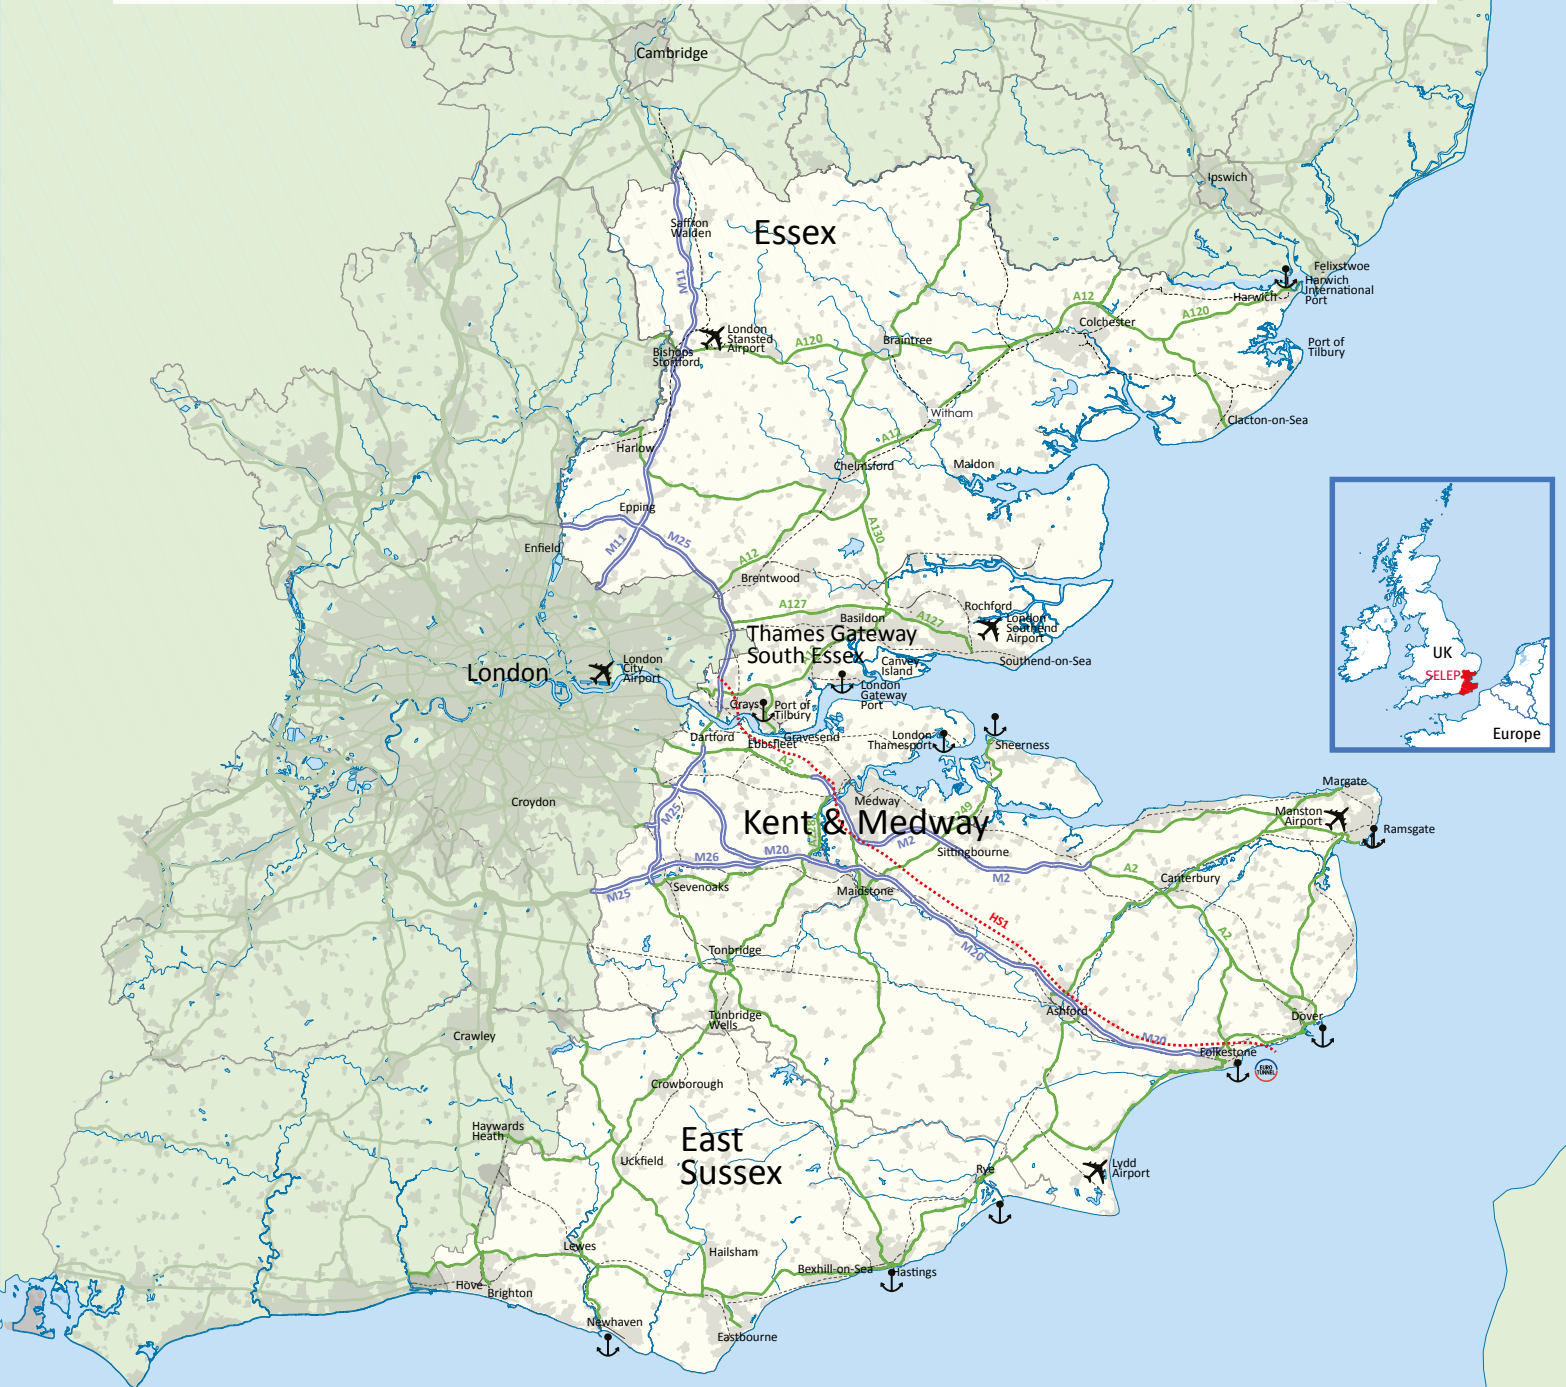 Cambridge
Ipswich
Saffron
Walden
Essex
M11
Felixstwoe
Harwich
International
Port
Harwich
A12
A120
Colchester
London
Stansted
Airport
Bishops
Stortford
A120
Braintree
Port of
Tilbury
Witham
Clacton-on-Sea
A12
Harlow
Chelmsford
Maldon
Epping
A130
M11
M25
Enfield
A12
Brentwood
A127
Rochford
Basildon
A127
London
Southend
Airport
Thames Gateway
South Essex
London
London
City
Airport
Canvey
Island
Southend-on-Sea
UK
SELEP
Europe
London
Gateway
Port
Grays
Port of
Tilbury
Dartford
Ebbsfleet
Gravesend
London
Thamesport
Sheerness
A2
Margate
Croydon
M25
Medway
Kent & Medway
Manston
Airport
Ramsgate
M2
Sittingbourne
M26
M20
M2
A2
Canterbury
M25
Sevenoaks
Maidstone
HS1
A2
Tonbridge
M20
Tunbridge
Wells
Ashford
Dover
Crawley
M20
Folkestone
EURO
TUNNEL
Crowborough
Haywards
Heath
East
Sussex
Uckfield
Rye
Lydd
Airport
Lewes
Hailsham
Bexhill-on-Sea
Hastings
Hove
Brighton
Newhaven
Eastbourne